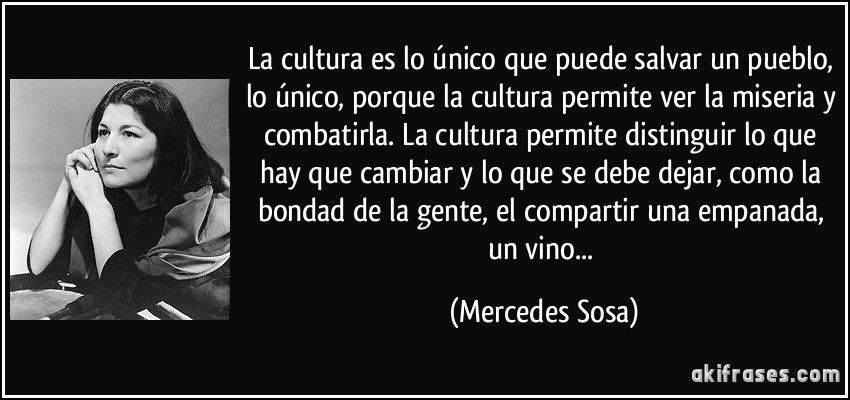 La cultura es lo único que puede salvar un pueblo,
lo único, porque la cultura permite ver la miseria y
combatirla. La cultura permite distinguir lo que
hay que cambiar y lo que se debe dejar, como la
bondad de la gente, el compartir una empanada,
un vino...
(Mercedes Sosa)
akifrases.com